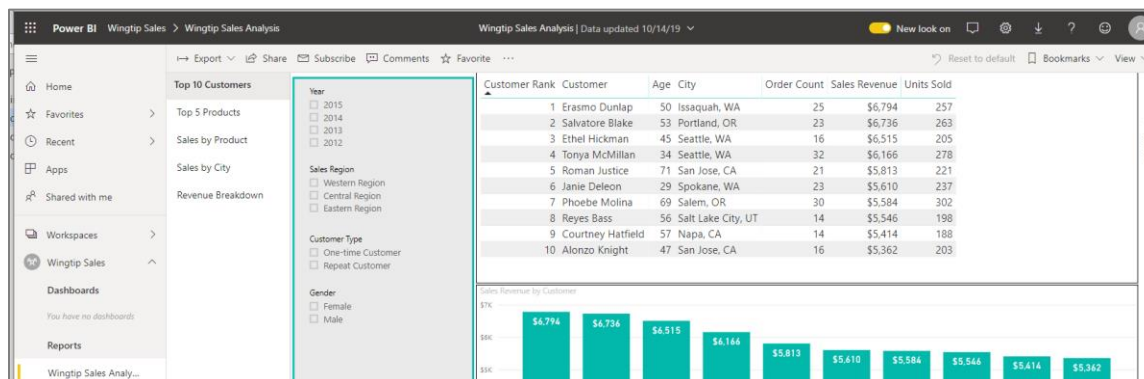 Power BI Wingtip Sales > Wingtip Sales Analysis
Wingtip Sales Analysis | Data updated 10/14/19
New look on
Export
Share
Subscribe
Comments
Favorite
Reset to default
Bookmarks
View
Home
Favorites
Recent
Apps
Shared with me
Workspaces
Wingtip Sales
Dashboards
You have no dashboards
Reports
Wingtip Sales Analy...
Top 10 Customers
Top 5 Products
Sales by Product
Sales by City
Revenue Breakdown
Year
2015
2014
2013
2012
Sales Region
Western Region
Central Region
Eastern Region
Customer Type
One-time Customer
Repeat Customer
Gender
Female
Male
Customer Rank Customer Age City Order Count Sales Revenue Units Sold
1 Erasmo Dunlap 50 Issaquah, WA 25 $6,794 257
2 Salvatore Blake 53 Portland, OR 23 $6,736 263
3 Ethel Hickman 45 Seattle, WA 16 $6,515 205
4 Tonya McMillan 34 Seattle, WA 32 $6,166 278
5 Roman Justice 71 San Jose, CA 21 $5,813 221
6 Janie Deleon 29 Spokane, WA 23 $5,610 237
7 Phoebe Molina 69 Salem, OR 30 $5,584 302
8 Reyes Bass 56 Salt Lake City, UT 14 $5,546 198
9 Courtney Hatfield 57 Napa, CA 14 $5,414 188
10 Alonzo Knight 47 San Jose, CA 16 $5,362 203
Sales Revenue by Customer
$7K
$6K
$5K
$6,794
$6,736
$6,515
$6,166
$5,813
$5,610
$5,584
$5,546
$5,414
$5,362